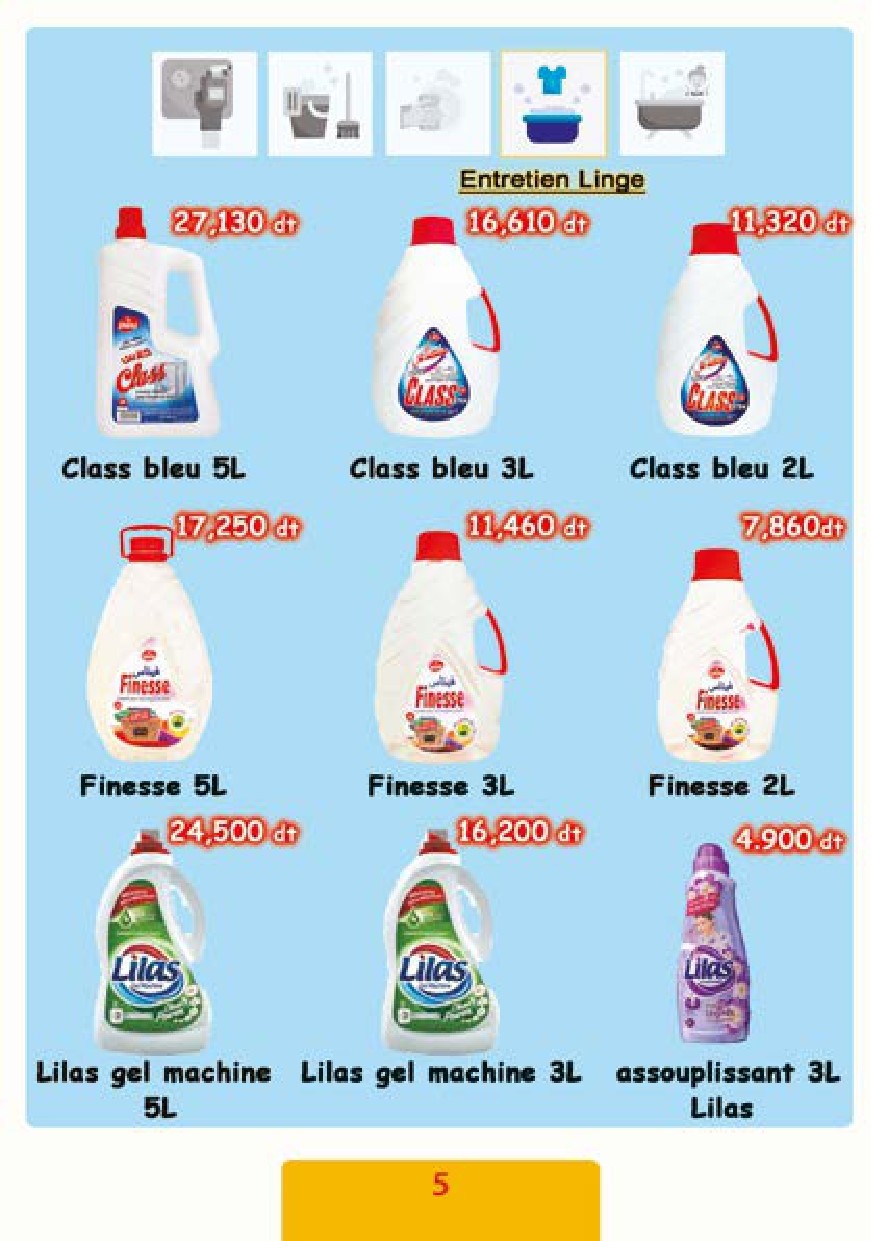 Entretien Linge
27,130 dt
16,610 dt
11,320 dt
Class
CLASS
CLASS
Class bleu 5L
Class bleu 3L
Class bleu 2L
17,250 dt
11,460 dt
7,860dt
فينيس
فينيس
فينيس
Finesse
Finesse
Finesse
Finesse 5L
Finesse 3L
Finesse 2L
24,500 dt
16,200 dt
4.900 dt
Lilas
Lilas
Lilas
Lilas gel machine
5L
Lilas gel machine 3L
assouplissant 3L
Lilas
5